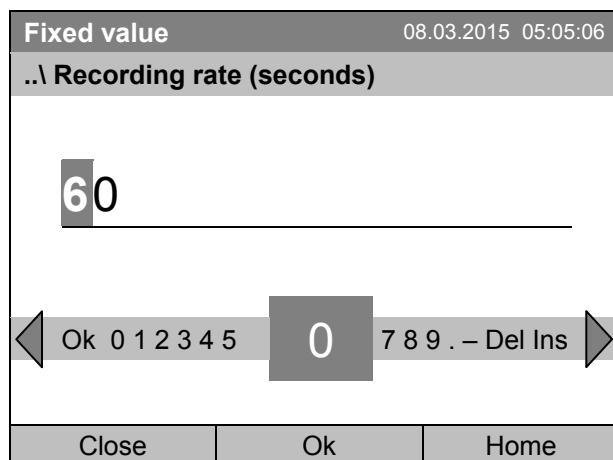 Fixed value 08.03.2015 05:05:06
..\ Recording rate (seconds)
60
Ok 0 1 2 3 4 5 0 7 8 9 . – Del Ins
Close Ok Home